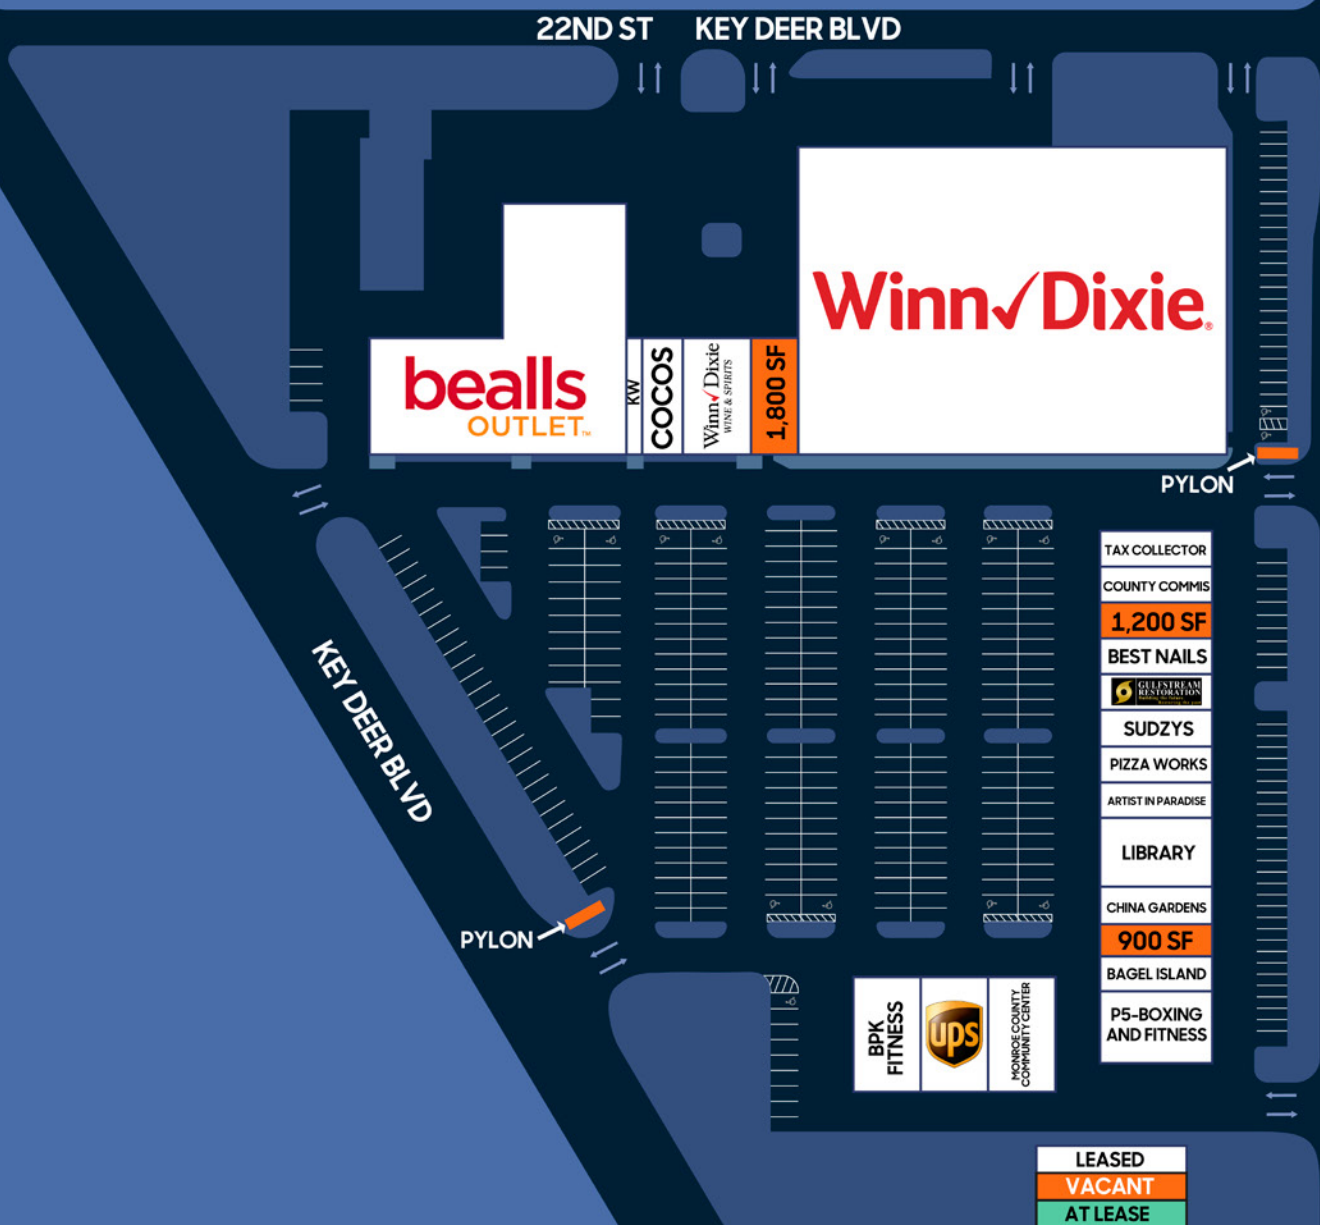 22ND ST KEY DEER BLVD
Winn Dixie
bealls
OUTLET
KW
COCOS
Winn Dixie
WINE & SPIRITS
1,800 SF
PYLON
TAX COLLECTOR
COUNTY COMMIS
1,200 SF
BEST NAILS
GULFSTREAM
RESTORATION
SUDZYS
PIZZA WORKS
ARTIST IN PARADISE
LIBRARY
CHINA GARDENS
900 SF
BAGEL ISLAND
P5-BOXING
AND FITNESS
KEY DEER BLVD
PYLON
BPK
FITNESS
ups
MONROE COUNTY
COMMUNITY CENTER
LEASED
VACANT
AT LEASE